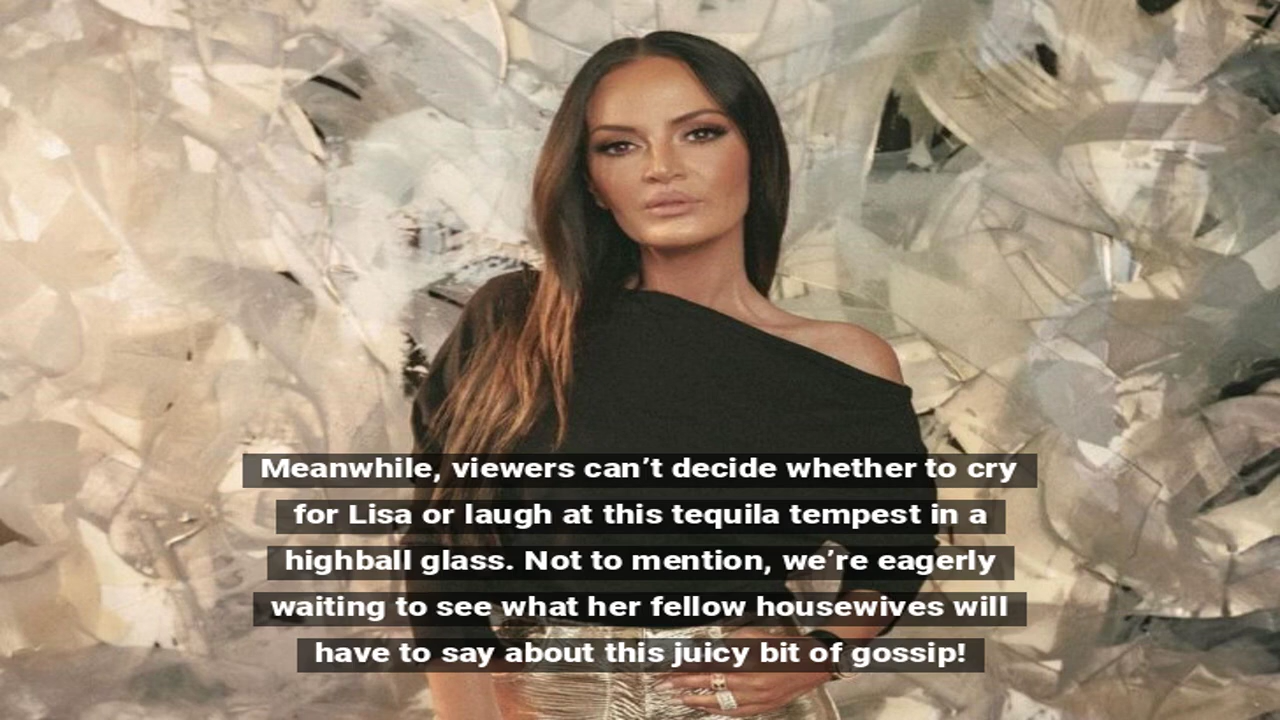 Meanwhile, viewers can’t decide whether to cry
for Lisa or laugh at this tequila tempest in a
highball glass. Not to mention, we’re eagerly
waiting to see what her fellow housewives will
have to say about this juicy bit of gossip!